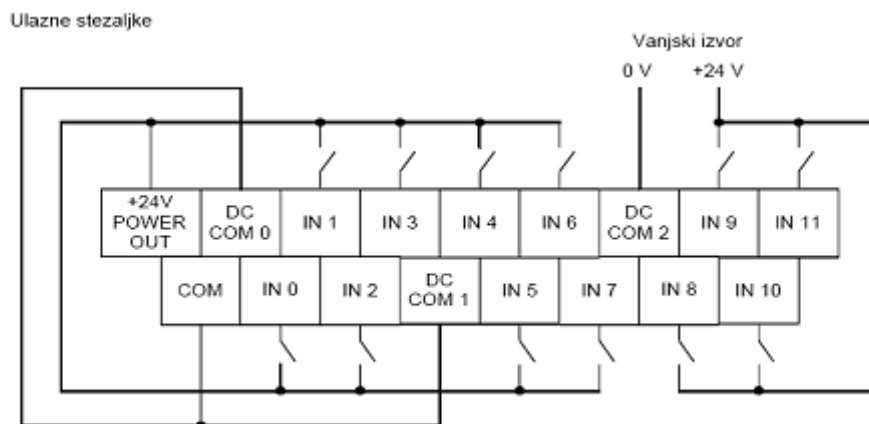 Ulazne stezaljke
Vanjski izvor
0 V +24 V
+24V
POWER
OUT
DC
COM 0
IN 1
IN 3
IN 4
IN 6
DC
COM 2
IN 9
IN 11
COM
IN 0
IN 2
DC
COM 1
IN 5
IN 7
IN 8
IN 10